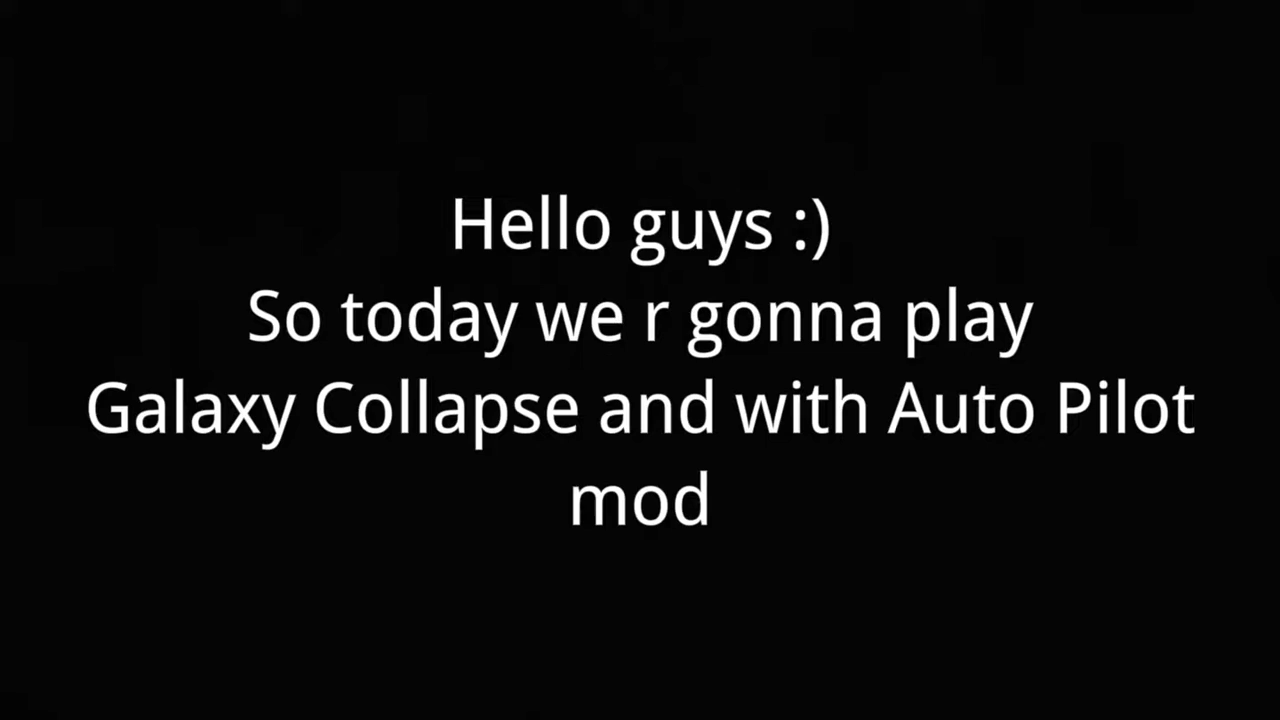 Hello guys :)
So today we r gonna play
Galaxy Collapse and with Auto Pilot
mod